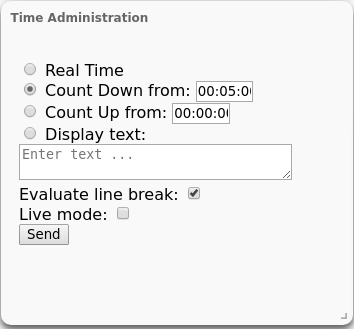 Time Administration
Real Time
Count Down from: 00:05:0
Count Up from: 00:00:0
Display text:
Enter text ...
Evaluate line break:
Live mode:
Send